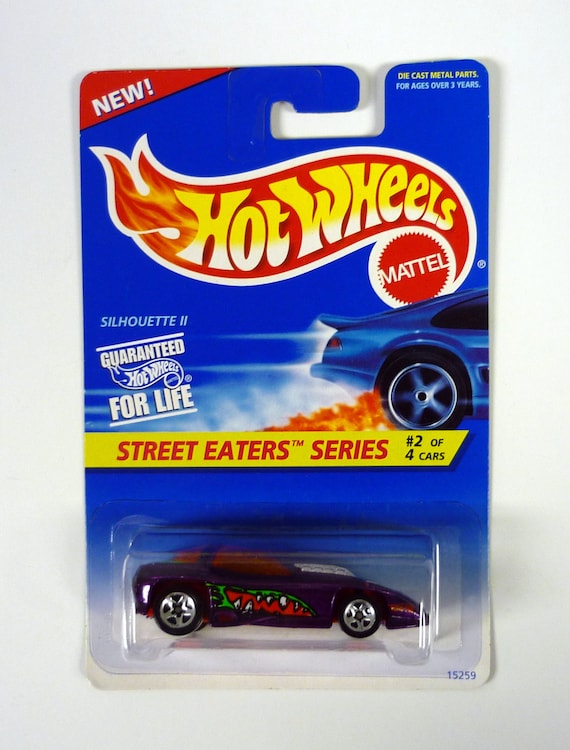 NEW!
DIE CAST METAL PARTS.
FOR AGES OVER 3 YEARS.
HOT WHEELS
MATTEL
®
SILHOUETTE II
GUARANTEED
HOT WHEELS ®
FOR LIFE
STREET EATERS™ SERIES
#2 OF
4 CARS
15259